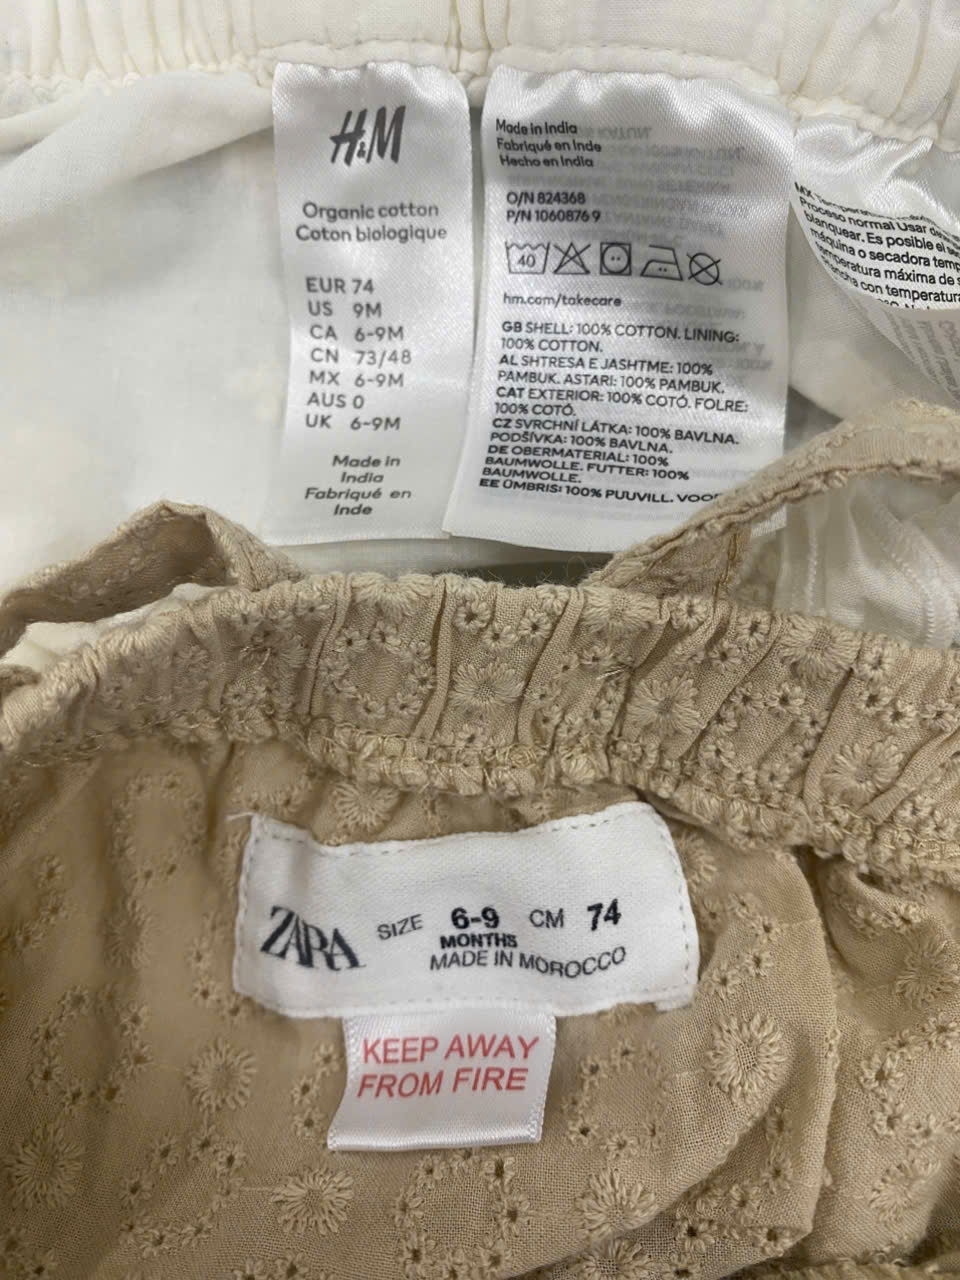 H&M
Organic cotton
Coton biologique
EUR 74
US 9M
CA 6-9M
CN 73/48
MX 6-9M
AUS 0
UK 6-9M
Made in
India
Fabriqué en
Inde
Made in India
Fabriqué en Inde
Hecho en India
O/N 824368
P/N 1060876 9
40
hm.com/takecare
GB SHELL: 100% COTTON. LINING:
100% COTTON.
AL SHTRESA E JASHTME: 100%
PAMBUK. ASTARI: 100% PAMBUK.
CAT EXTERIOR: 100% COTÓ. FOLRE:
100% COTÓ.
CZ SVRCHNÍ LÁTKA: 100% BAVLNA.
PODŠÍVKA: 100% BAVLNA.
DE OBERMATERIAL: 100%
BAUMWOLLE. FUTTER: 100%
BAUMWOLLE.
EE ÜMBRIS: 100% PUUVILL.
MX
Proceso normal Usar
blanquear. Es posible el
máquina o secadora
máxima de
con
ZARA SIZE 6-9 CM 74
MONTHS
MADE IN MOROCCO
KEEP AWAY
FROM FIRE